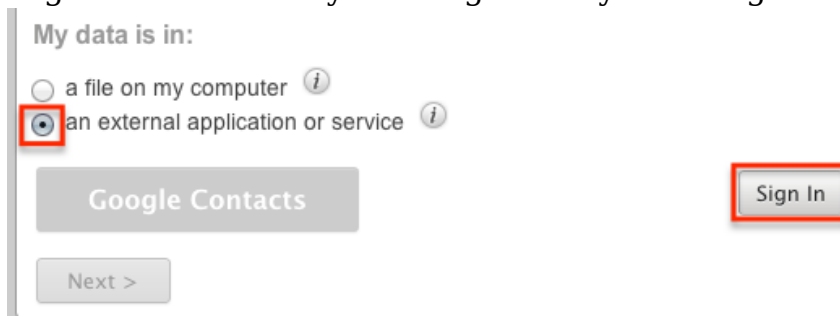 My data is in:
a file on my computer i
an external application or service i
Google Contacts
Sign In
Next >